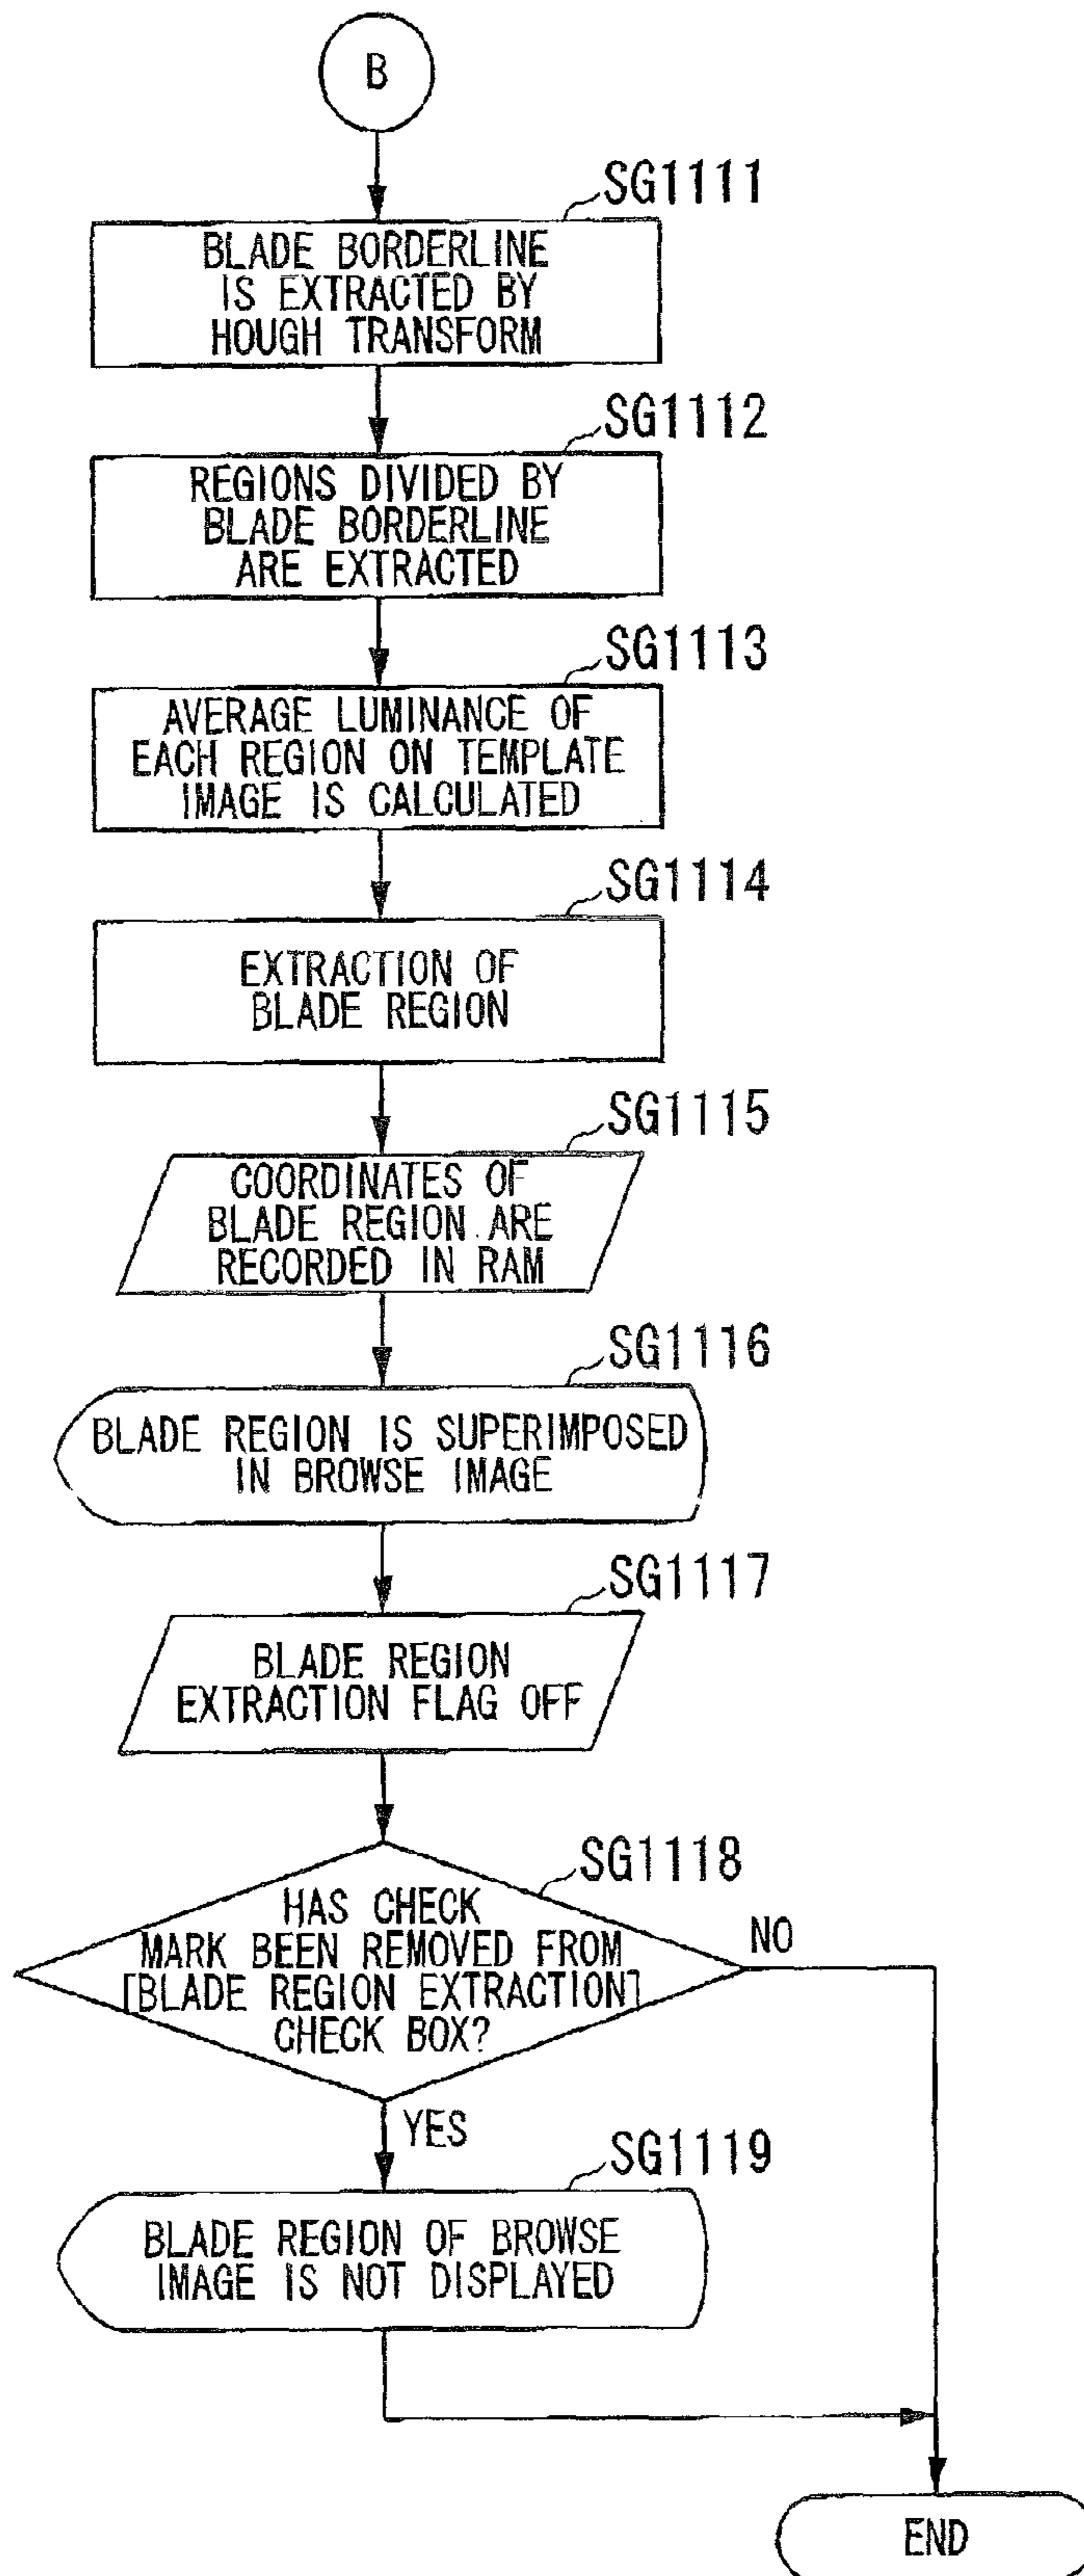 B
SG1111
BLADE BORDERLINE
IS EXTRACTED BY
HOUGH TRANSFORM
SG1112
REGIONS DIVIDED BY
BLADE BORDERLINE
ARE EXTRACTED
SG1113
AVERAGE LUMINANCE OF
EACH REGION ON TEMPLATE
IMAGE IS CALCULATED
SG1114
EXTRACTION OF
BLADE REGION
SG1115
COORDINATES OF
BLADE REGION ARE
RECORDED IN RAM
SG1116
BLADE REGION IS SUPERIMPOSED
IN BROWSE IMAGE
SG1117
BLADE REGION
EXTRACTION FLAG OFF
SG1118
HAS CHECK
MARK BEEN REMOVED FROM
[BLADE REGION EXTRACTION]
CHECK BOX?
NO
YES
SG1119
BLADE REGION OF BROWSE
IMAGE IS NOT DISPLAYED
END